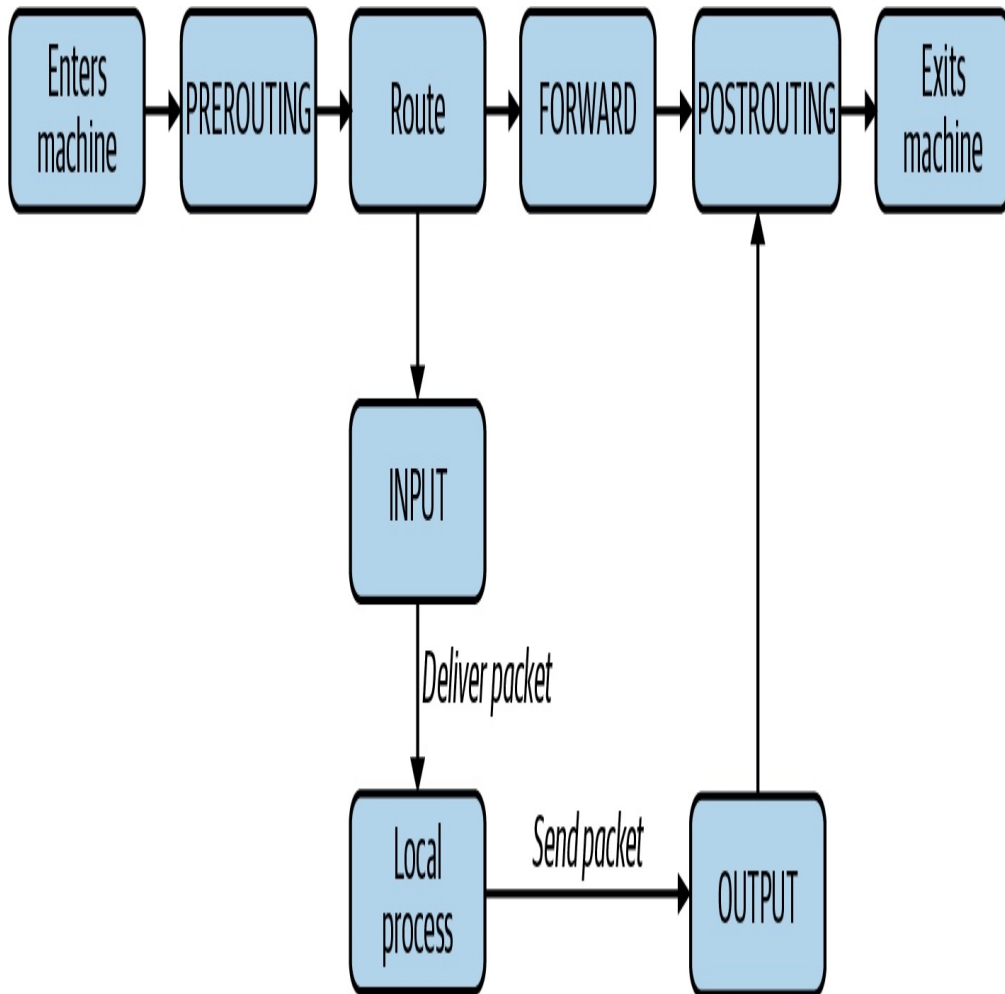 Enters
machine
PREROUTING
Route
FORWARD
POSTROUTING
Exits
machine
INPUT
Deliver packet
Local
process
Send packet
OUTPUT